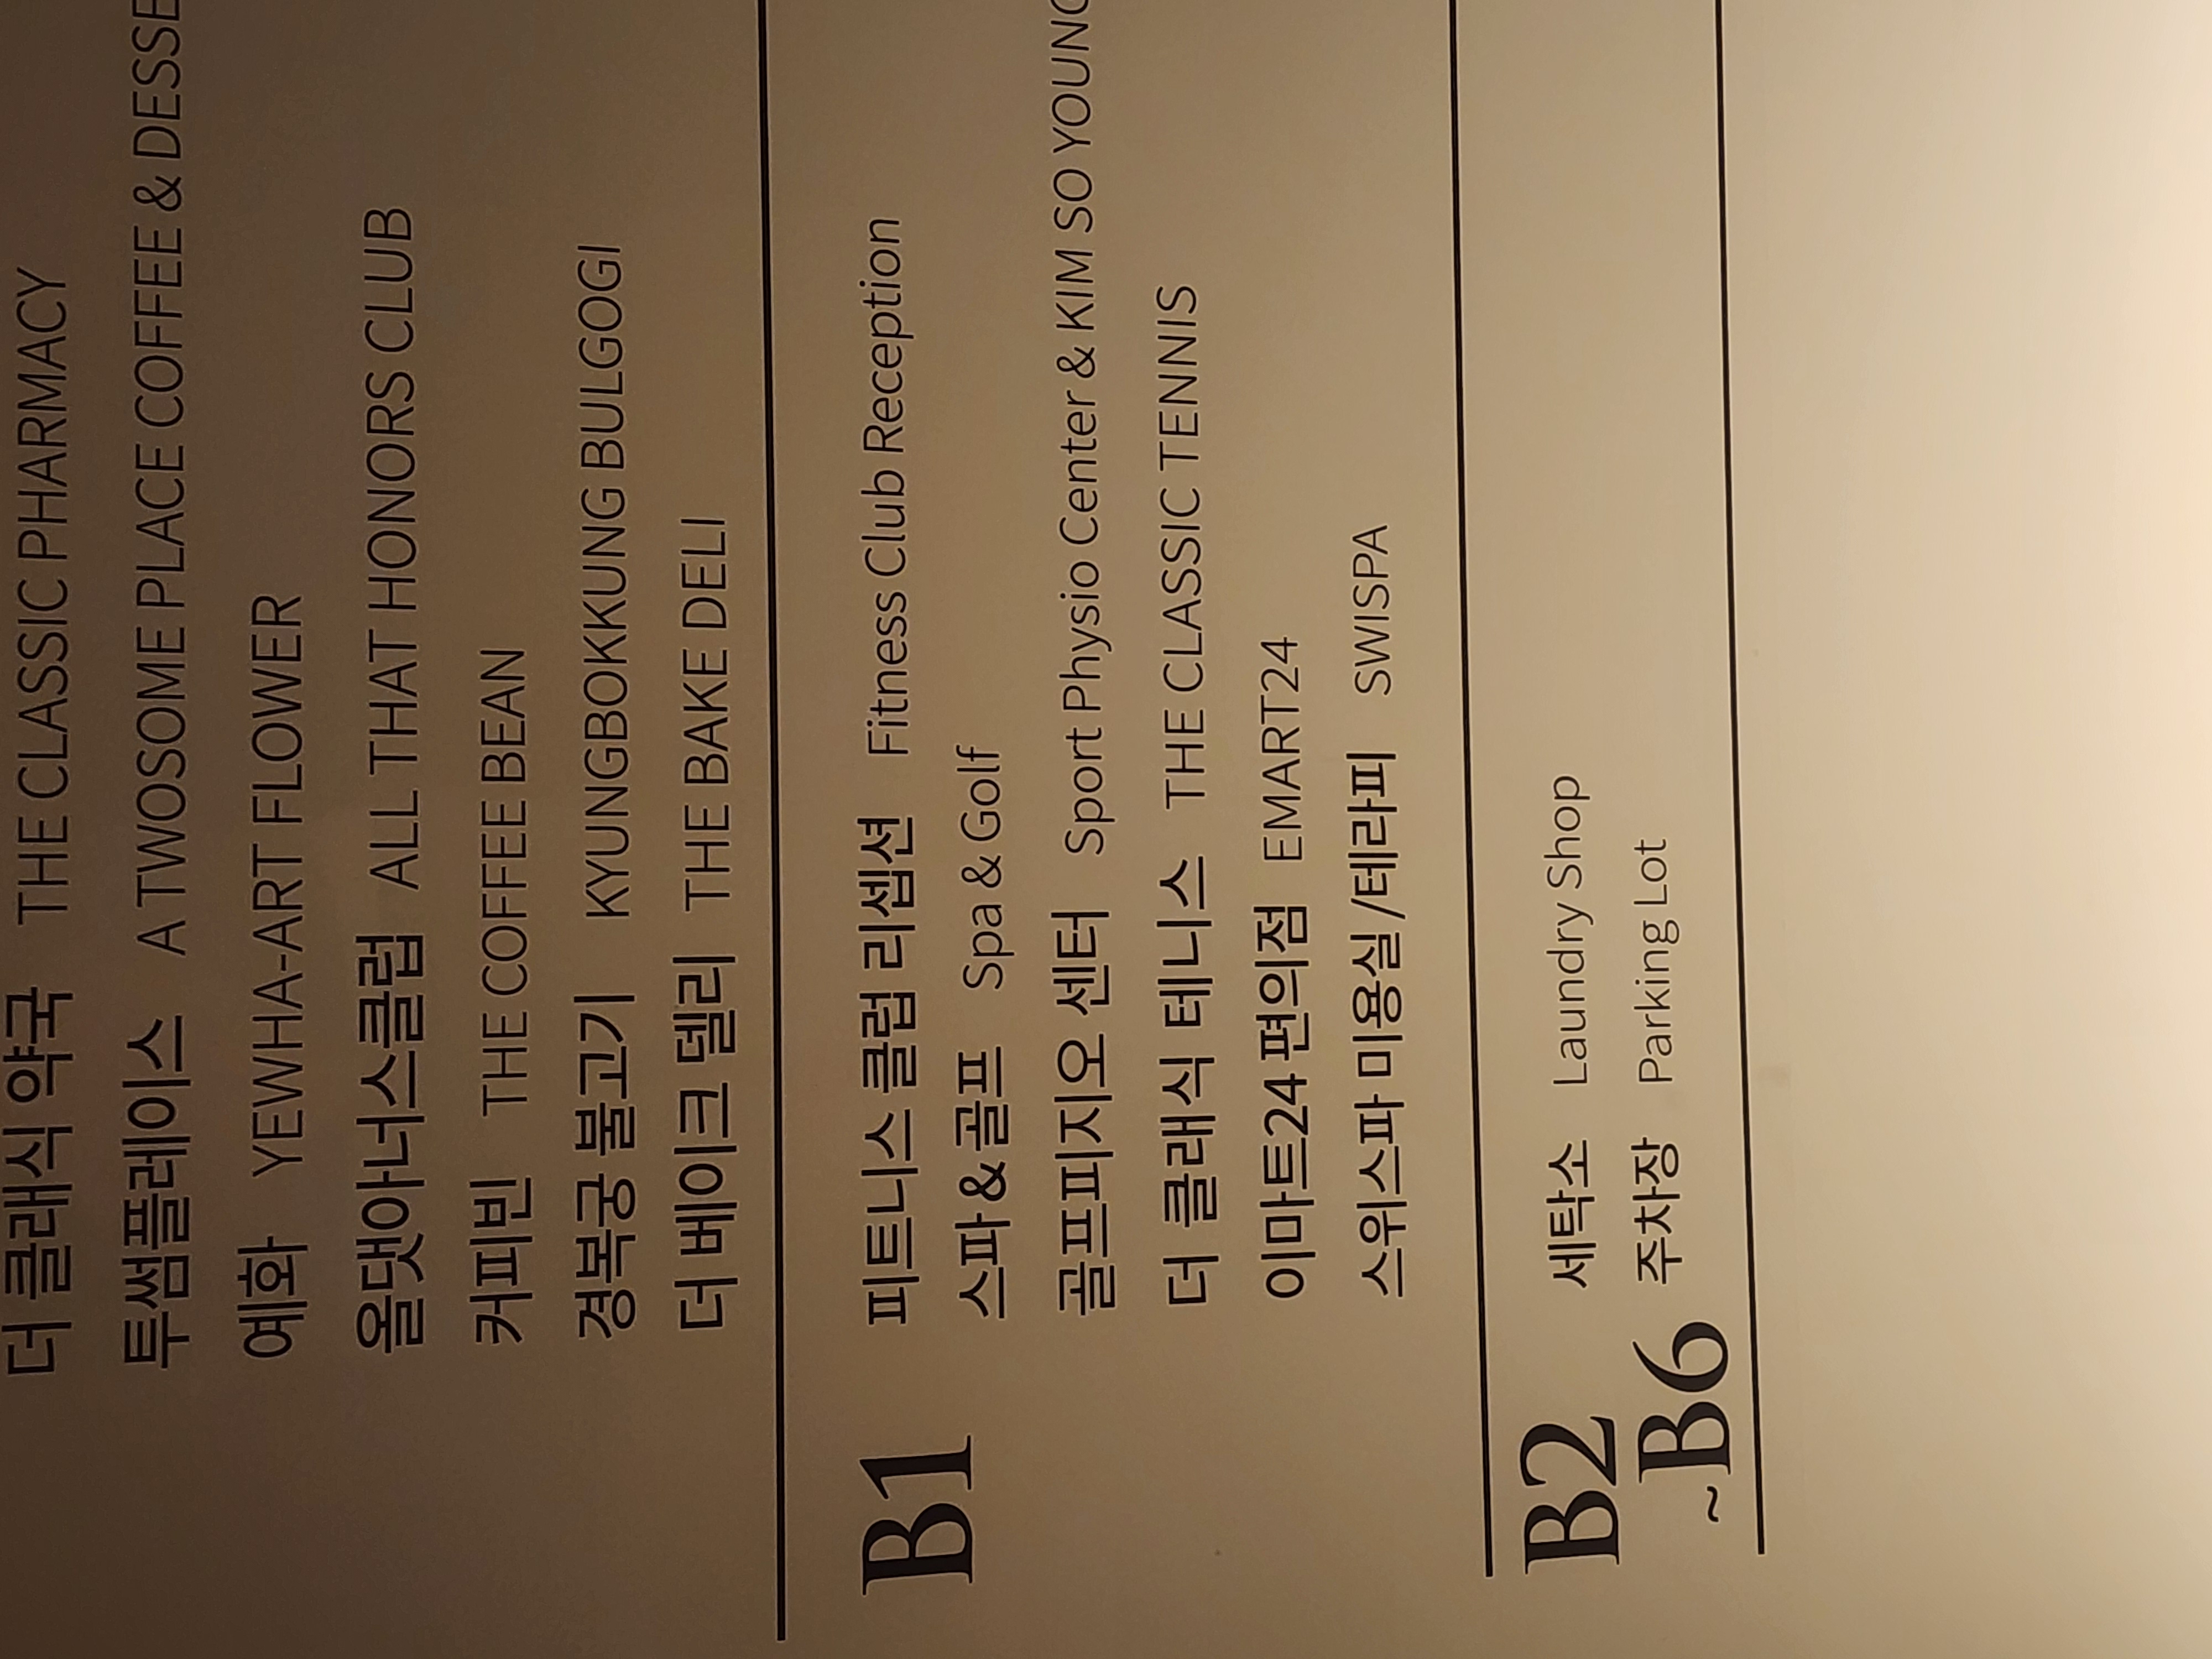 더 클래식 약국 THE CLASSIC PHARMACY
투썸플레이스 A TWOSOME PLACE COFFEE & DESSE
예화 YEWHA-ART FLOWER
올댓아너스클럽 ALL THAT HONORS CLUB
커피빈 THE COFFEE BEAN
경복궁 불고기 KYUNGBOKKUNG BULGOGI
더 베이크 델리 THE BAKE DELI
B1 피트니스 클럽 리셉션 Fitness Club Reception
스파&골프 Spa & Golf
골프피지오 센터 Sport Physio Center & KIM SO YOUNG
더 클래식 테니스 THE CLASSIC TENNIS
이마트24 편의점 EMART24
스위스파 미용실 /테라피 SWISPA
B2 세탁소 Laundry Shop
~B6 주차장 Parking Lot